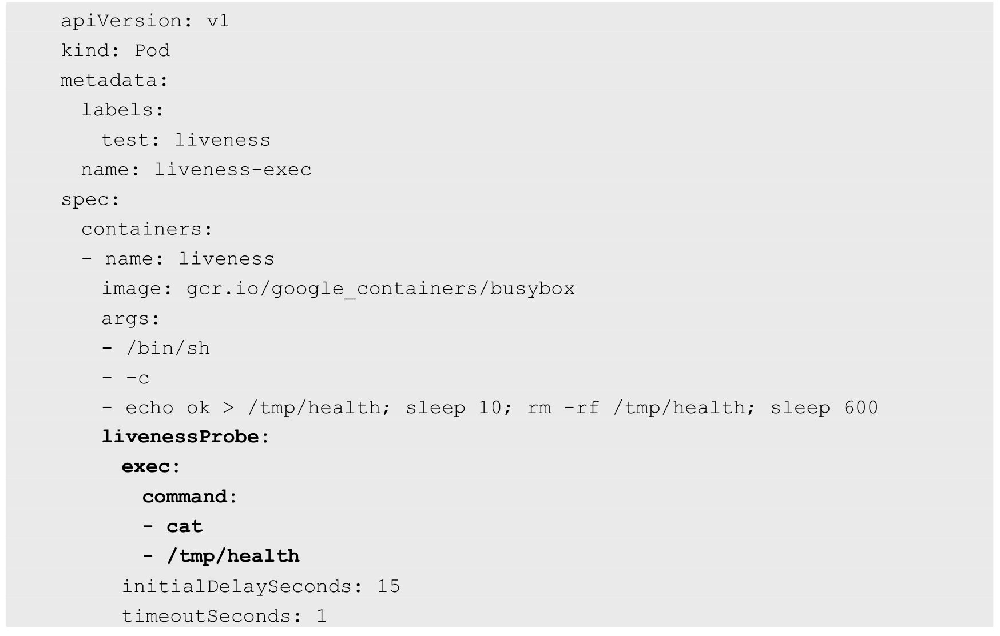 apiVersion: v1
kind: Pod
metadata:
  labels:
    test: liveness
  name: liveness-exec
spec:
  containers:
  - name: liveness
    image: gcr.io/google_containers/busybox
    args:
    - /bin/sh
    - -c
    - echo ok > /tmp/health; sleep 10; rm -rf /tmp/health; sleep 600
    livenessProbe:
      exec:
        command:
        - cat
        - /tmp/health
      initialDelaySeconds: 15
      timeoutSeconds: 1